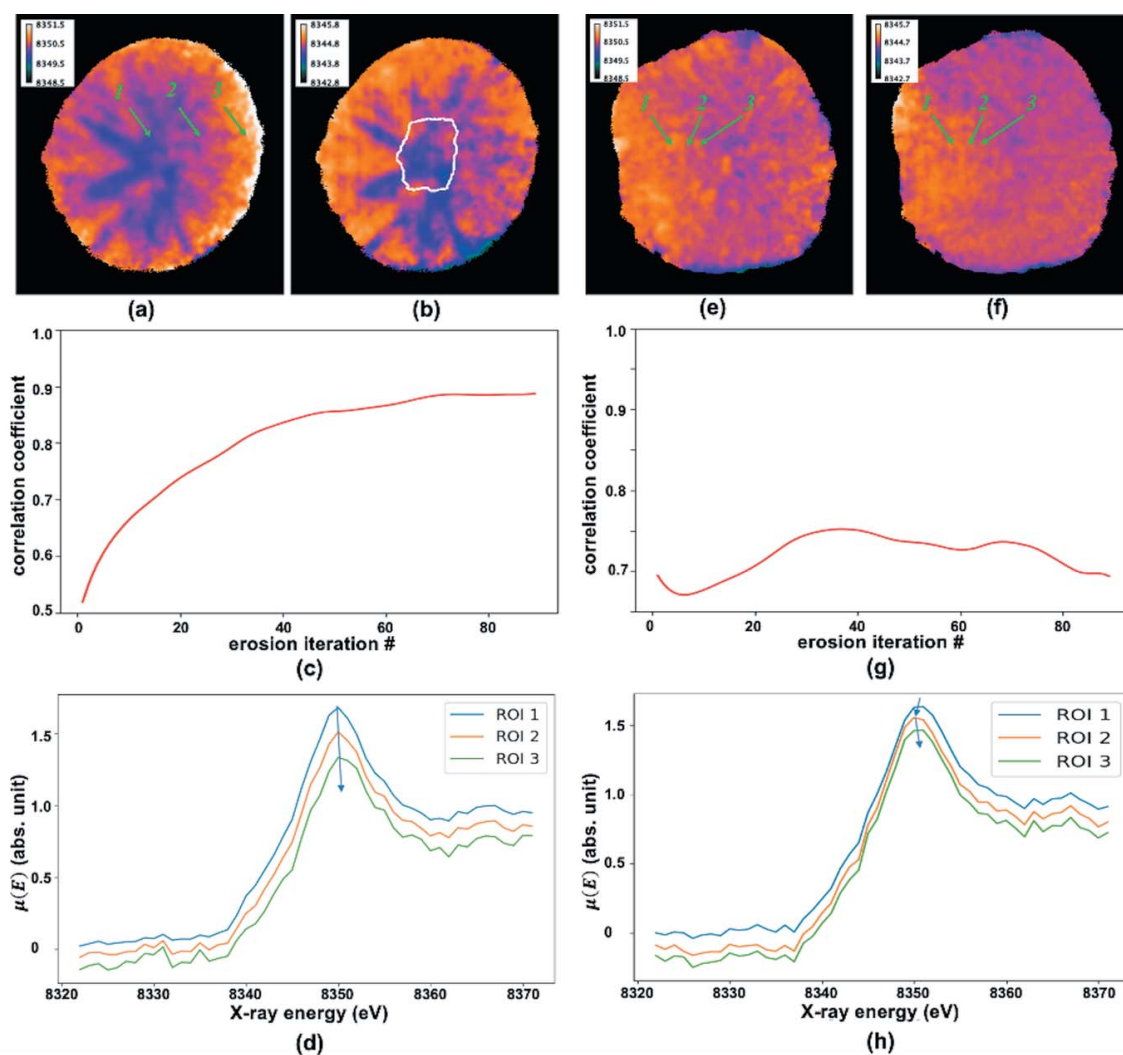 8351.5
8350.5
8349.5
8348.5
1
2
3
(a)
8345.8
8344.8
8343.8
8342.8
(b)
8351.5
8350.5
8349.5
8348.5
1
2
3
(e)
8345.7
8344.7
8343.7
8342.7
1
2
3
(f)
correlation coefficient
1.0
0.9
0.8
0.7
0.6
0.5
0 20 40 60 80
erosion iteration #
(c)
correlation coefficient
1.0
0.9
0.8
0.7
0 20 40 60 80
erosion iteration #
(g)
μ(E) (abs. unit)
1.5
1.0
0.5
0
ROI 1
ROI 2
ROI 3
8320 8330 8340 8350 8360 8370
X-ray energy (eV)
(d)
μ(E) (abs. unit)
1.5
1.0
0.5
0
ROI 1
ROI 2
ROI 3
8320 8330 8340 8350 8360 8370
X-ray energy (eV)
(h)